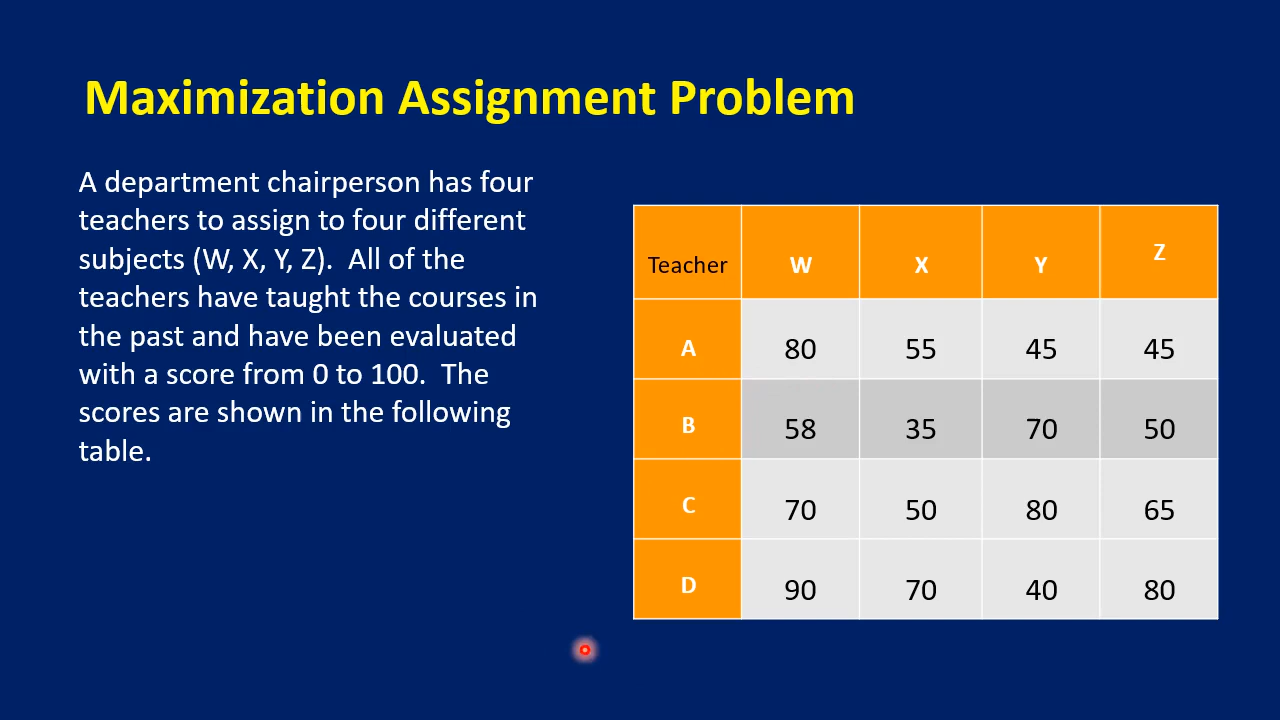 Maximization Assignment Problem
A department chairperson has four
teachers to assign to four different
subjects (W, X, Y, Z).  All of the
teachers have taught the courses in
the past and have been evaluated
with a score from 0 to 100.  The
scores are shown in the following
table.
Teacher W X Y Z
A 80 55 45 45
B 58 35 70 50
C 70 50 80 65
D 90 70 40 80